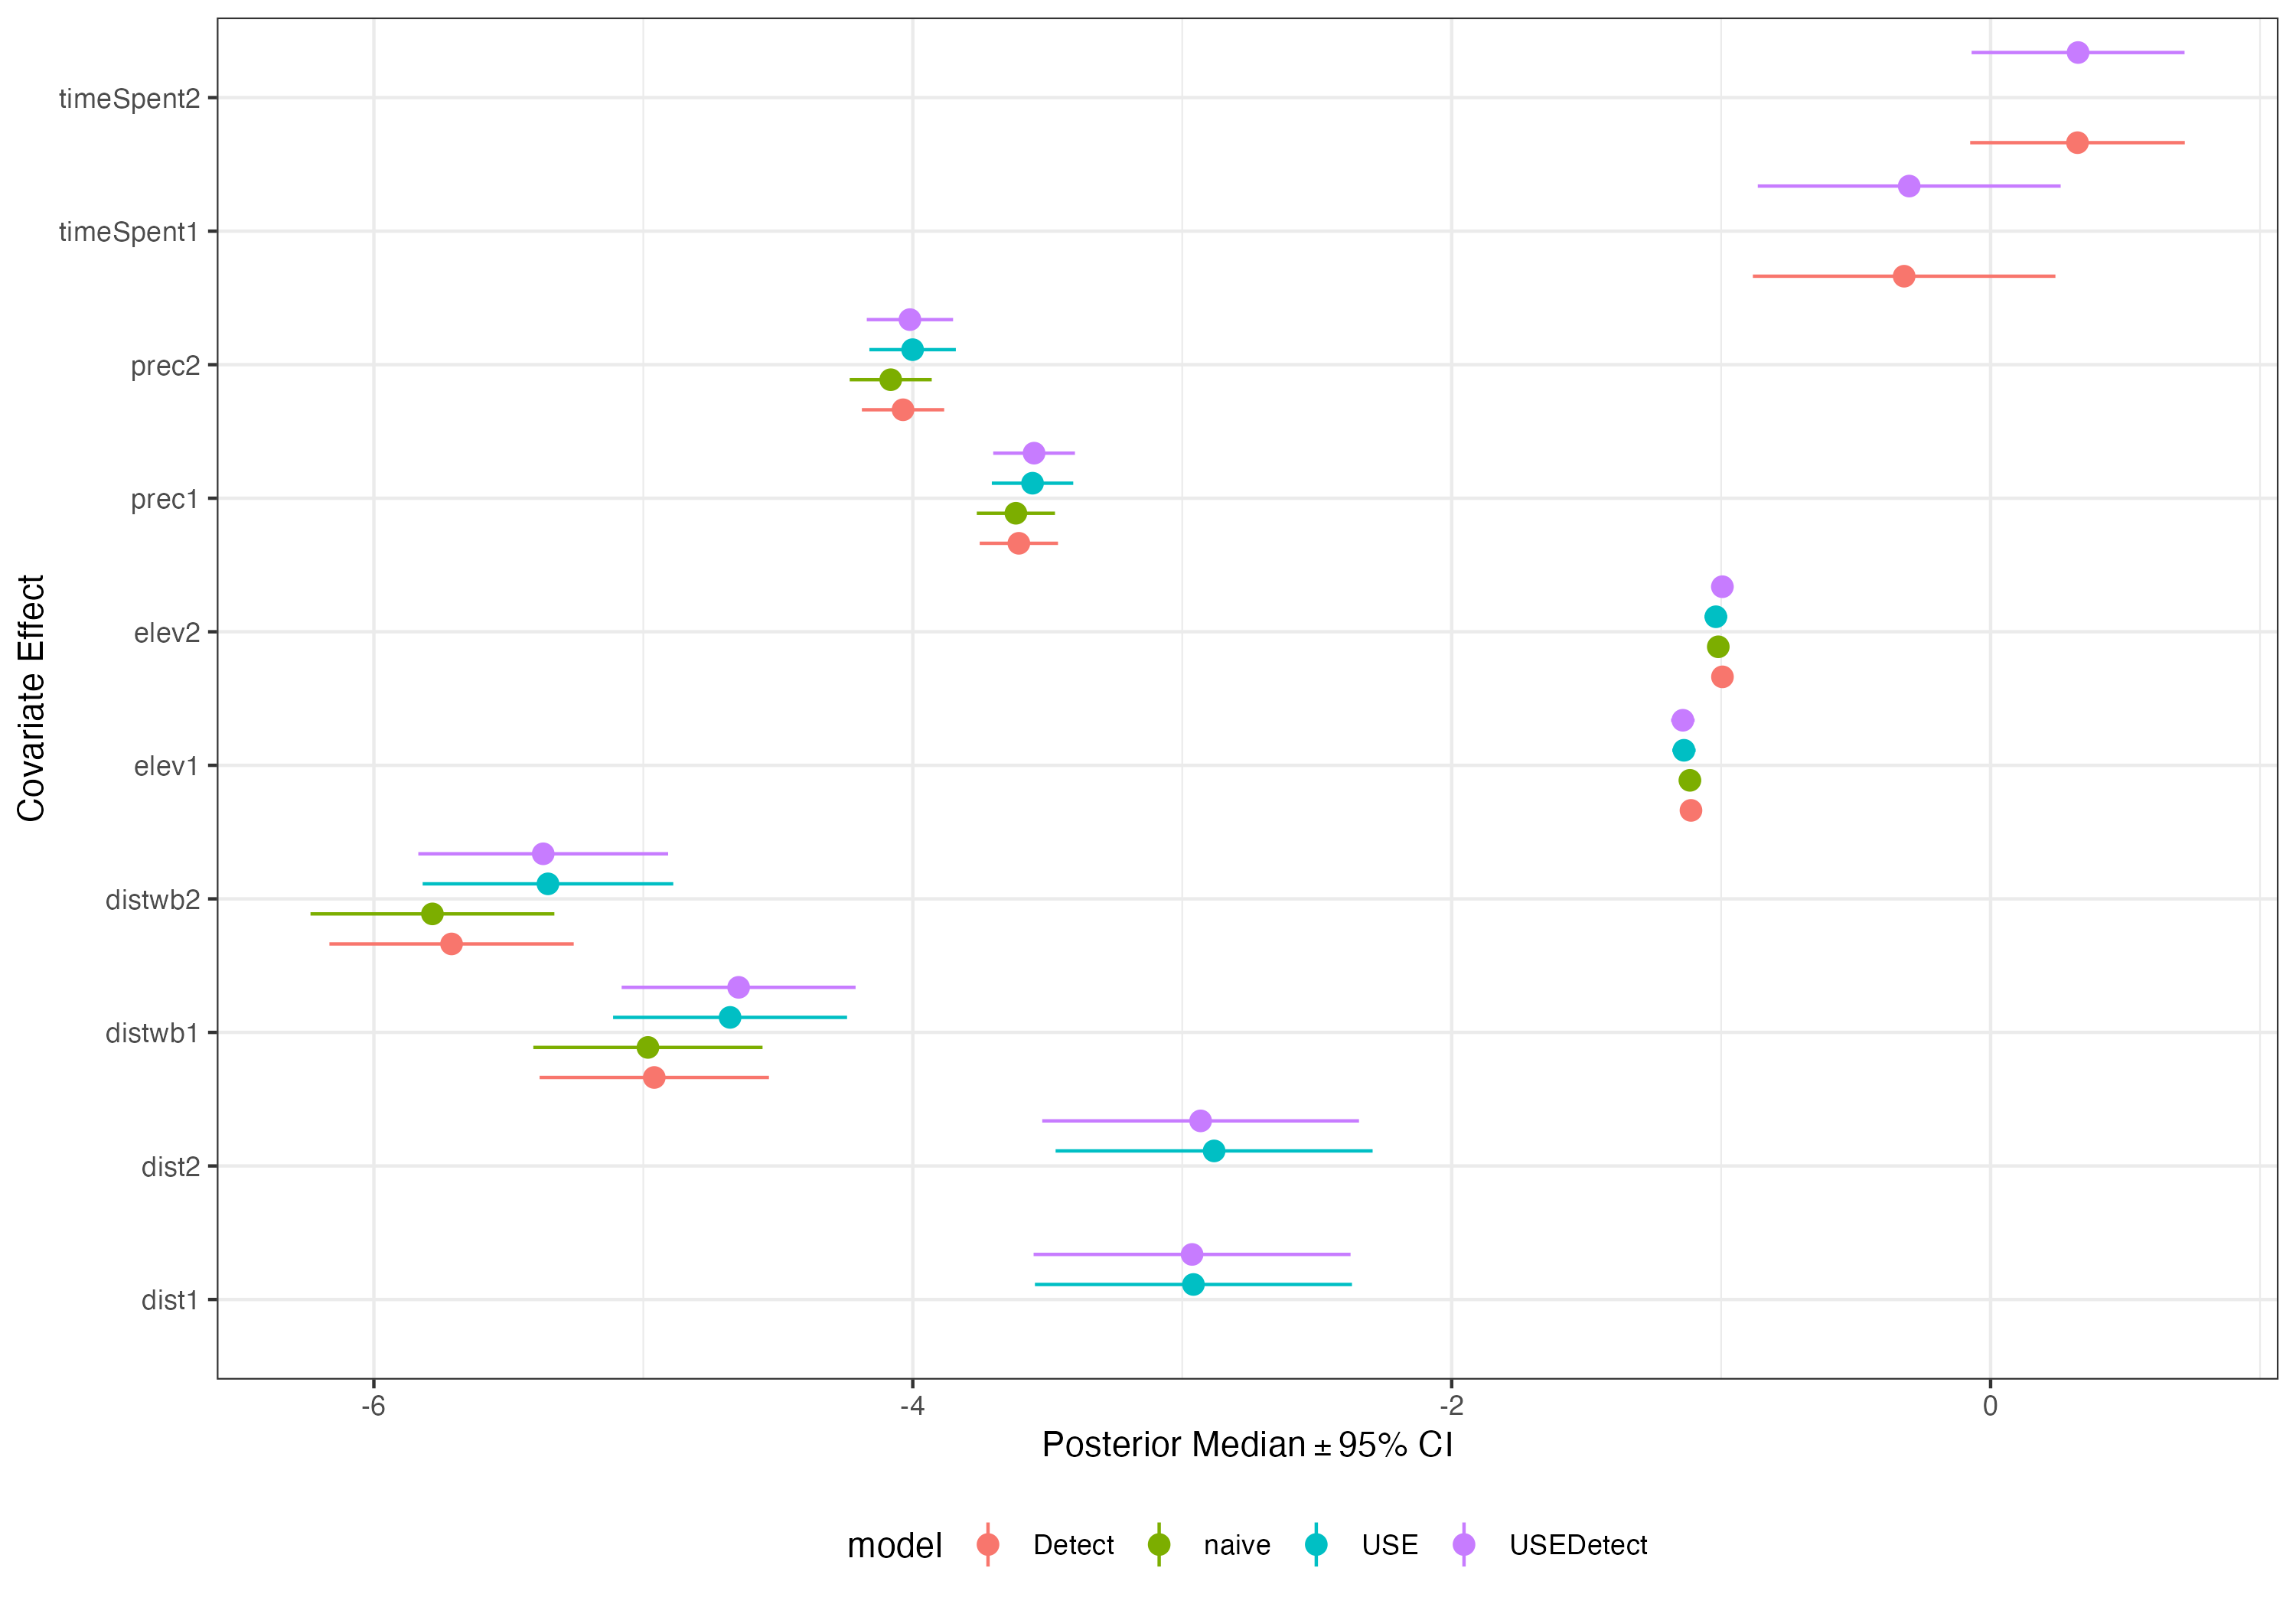 Covariate Effect
timeSpent2
timeSpent1
prec2
prec1
elev2
elev1
distwb2
distwb1
dist2
dist1
-6 -4 -2 0
Posterior Median ± 95% CI
model Detect naive USE USEDetect